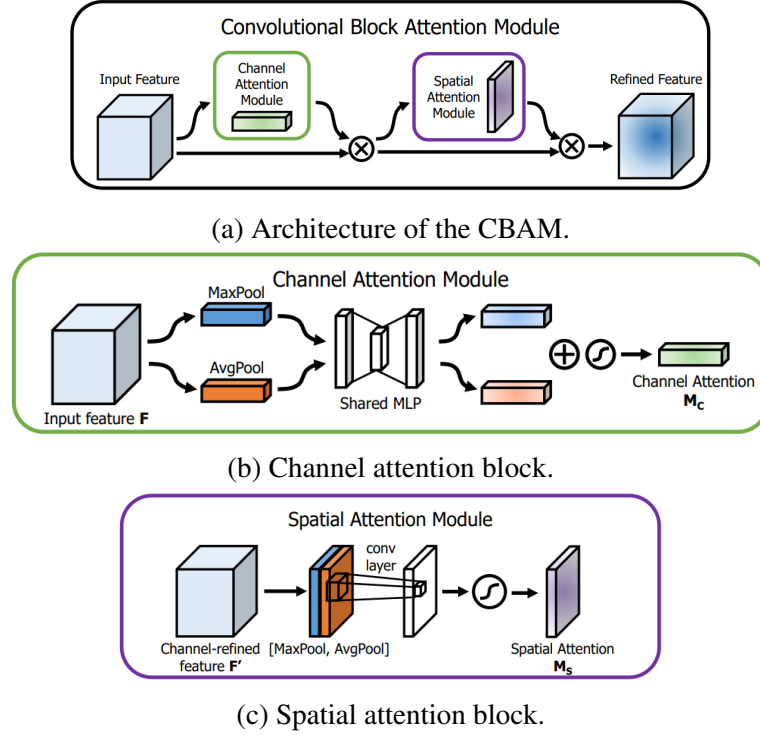 Convolutional Block Attention Module
Input Feature
Channel
Attention
Module
Spatial
Attention
Module
Refined Feature
(a) Architecture of the CBAM.
Channel Attention Module
MaxPool
AvgPool
Input feature F
Shared MLP
Channel Attention
Mc
(b) Channel attention block.
Spatial Attention Module
conv
layer
Channel-refined
feature F'
[MaxPool, AvgPool]
Spatial Attention
Ms
(c) Spatial attention block.